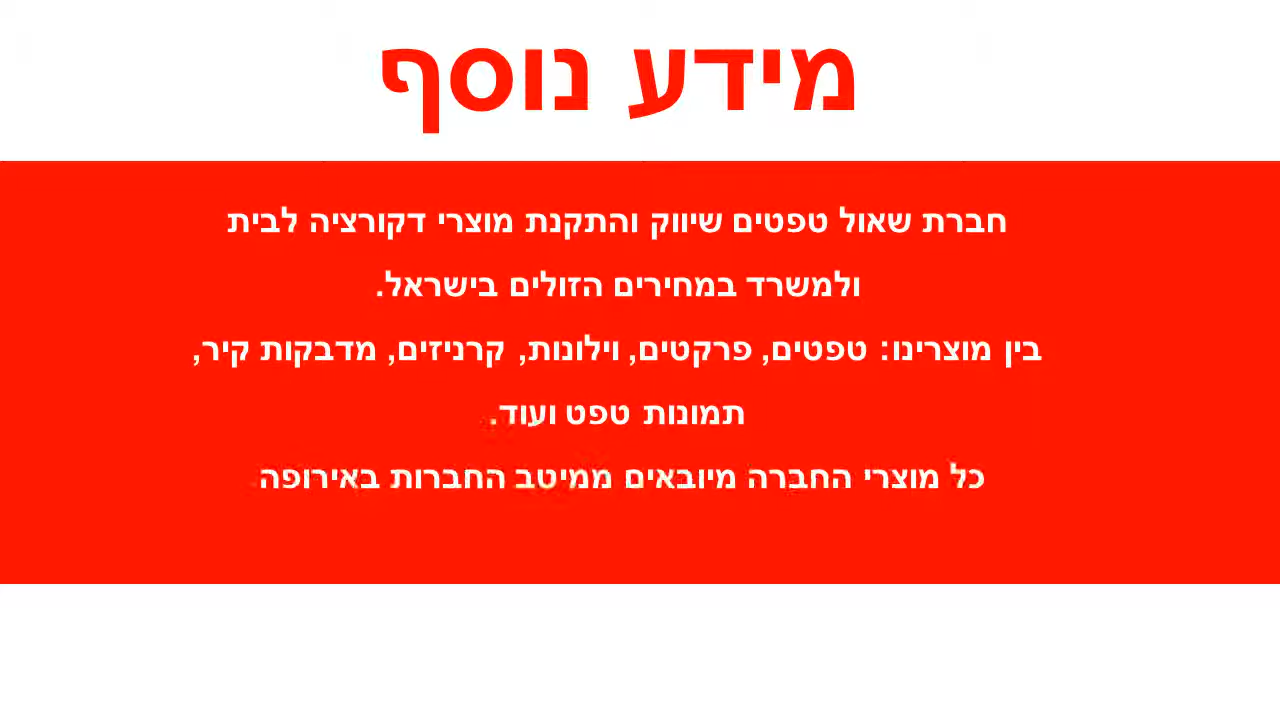 מידע נוסף
חברת שאול טפטים שיווק והתקנת מוצרי דקורציה לבית
ולמשרד במחירים הזולים בישראל.
בין מוצרינו: טפטים, פרקטים, וילונות, קרניזים, מדבקות קיר,
תמונות טפט ועוד.
כל מוצרי החברה מיובאים ממיטב החברות באירופה